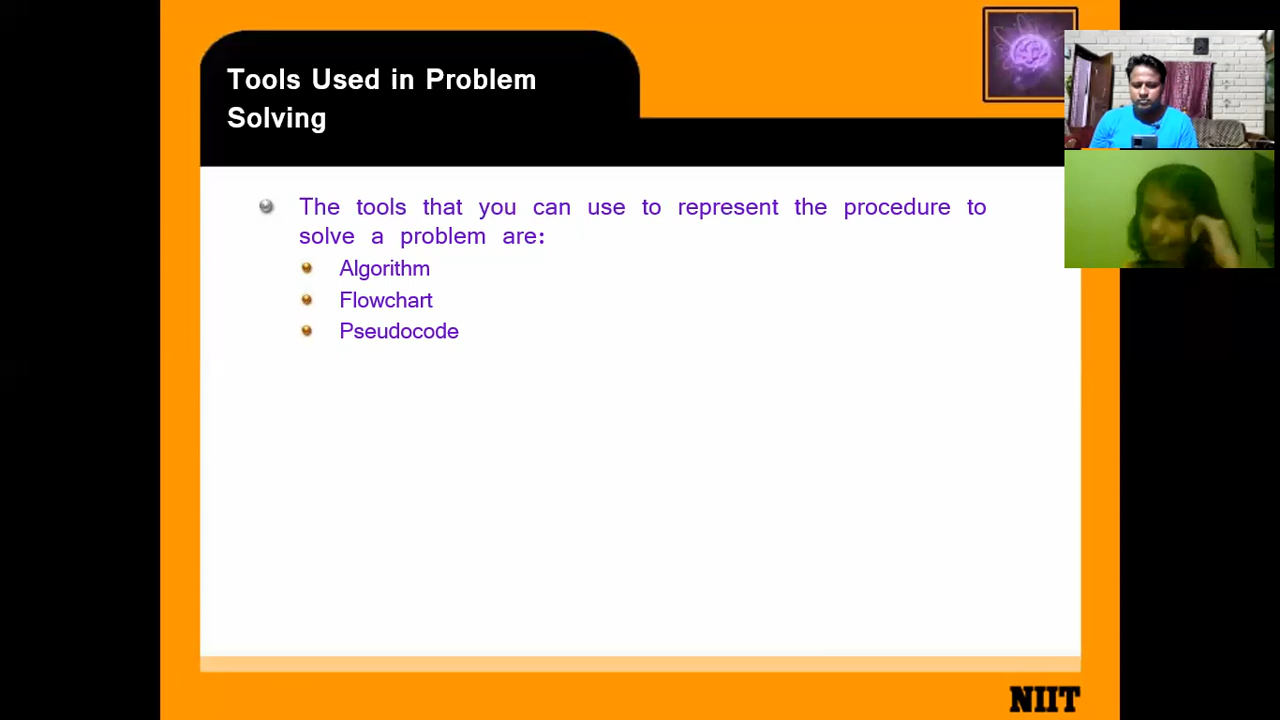 Tools Used in Problem
Solving
The tools that you can use to represent the procedure to
solve a problem are:
Algorithm
Flowchart
Pseudocode
NIIT